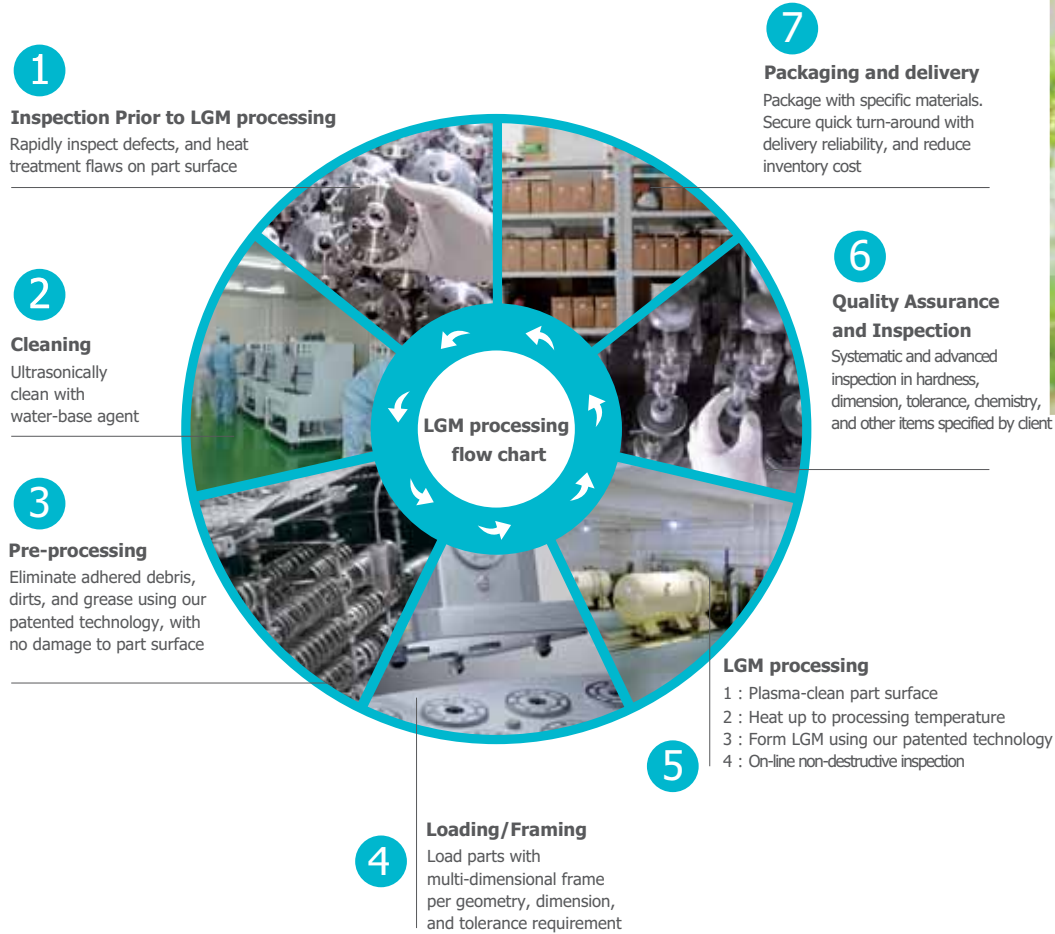 1
Inspection Prior to LGM processing
Rapidly inspect defects, and heat
treatment flaws on part surface
2
Cleaning
Ultrasonically
clean with
water-base agent
3
Pre-processing
Eliminate adhered debris,
dirts, and grease using our
patented technology, with
no damage to part surface
4
Loading/Framing
Load parts with
multi-dimensional frame
per geometry, dimension,
and tolerance requirement
5
LGM processing
1 : Plasma-clean part surface
2 : Heat up to processing temperature
3 : Form LGM using our patented technology
4 : On-line non-destructive inspection
6
Quality Assurance
and Inspection
Systematic and advanced
inspection in hardness,
dimension, tolerance, chemistry,
and other items specified by client
7
Packaging and delivery
Package with specific materials.
Secure quick turn-around with
delivery reliability, and reduce
inventory cost
LGM processing
flow chart